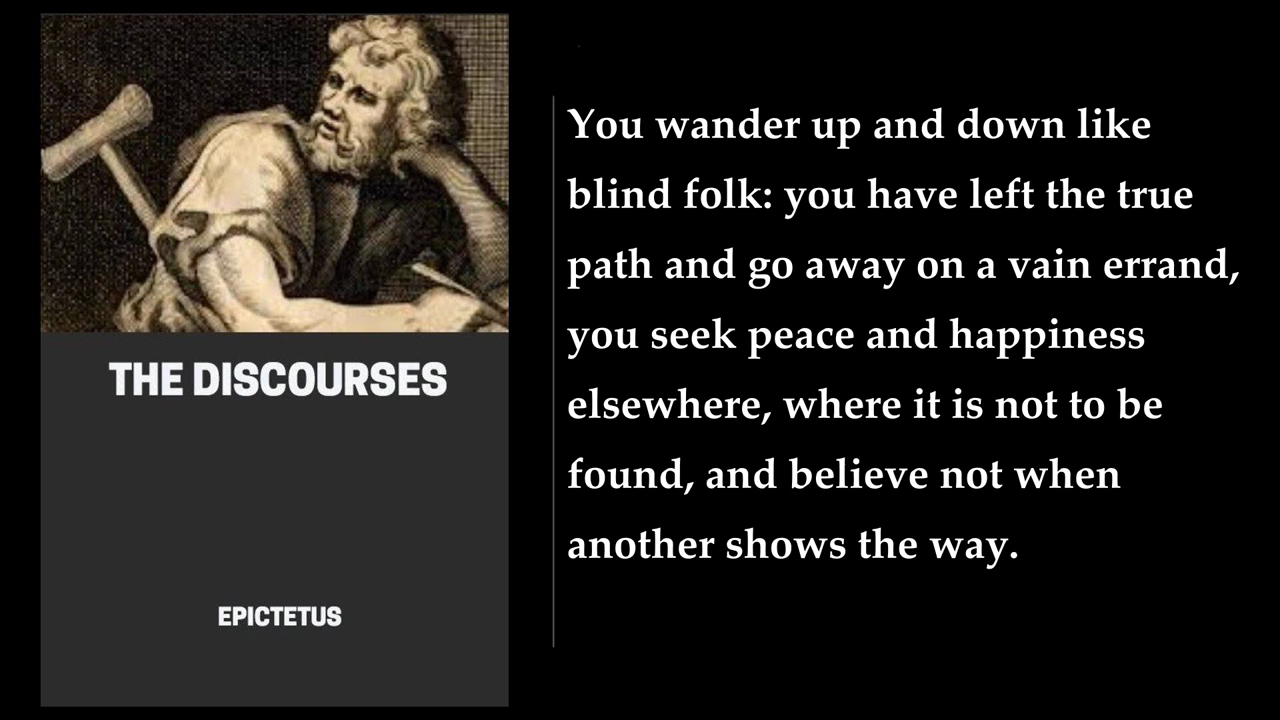 THE DISCOURSES
EPICTETUS
You wander up and down like
blind folk: you have left the true
path and go away on a vain errand,
you seek peace and happiness
elsewhere, where it is not to be
found, and believe not when
another shows the way.